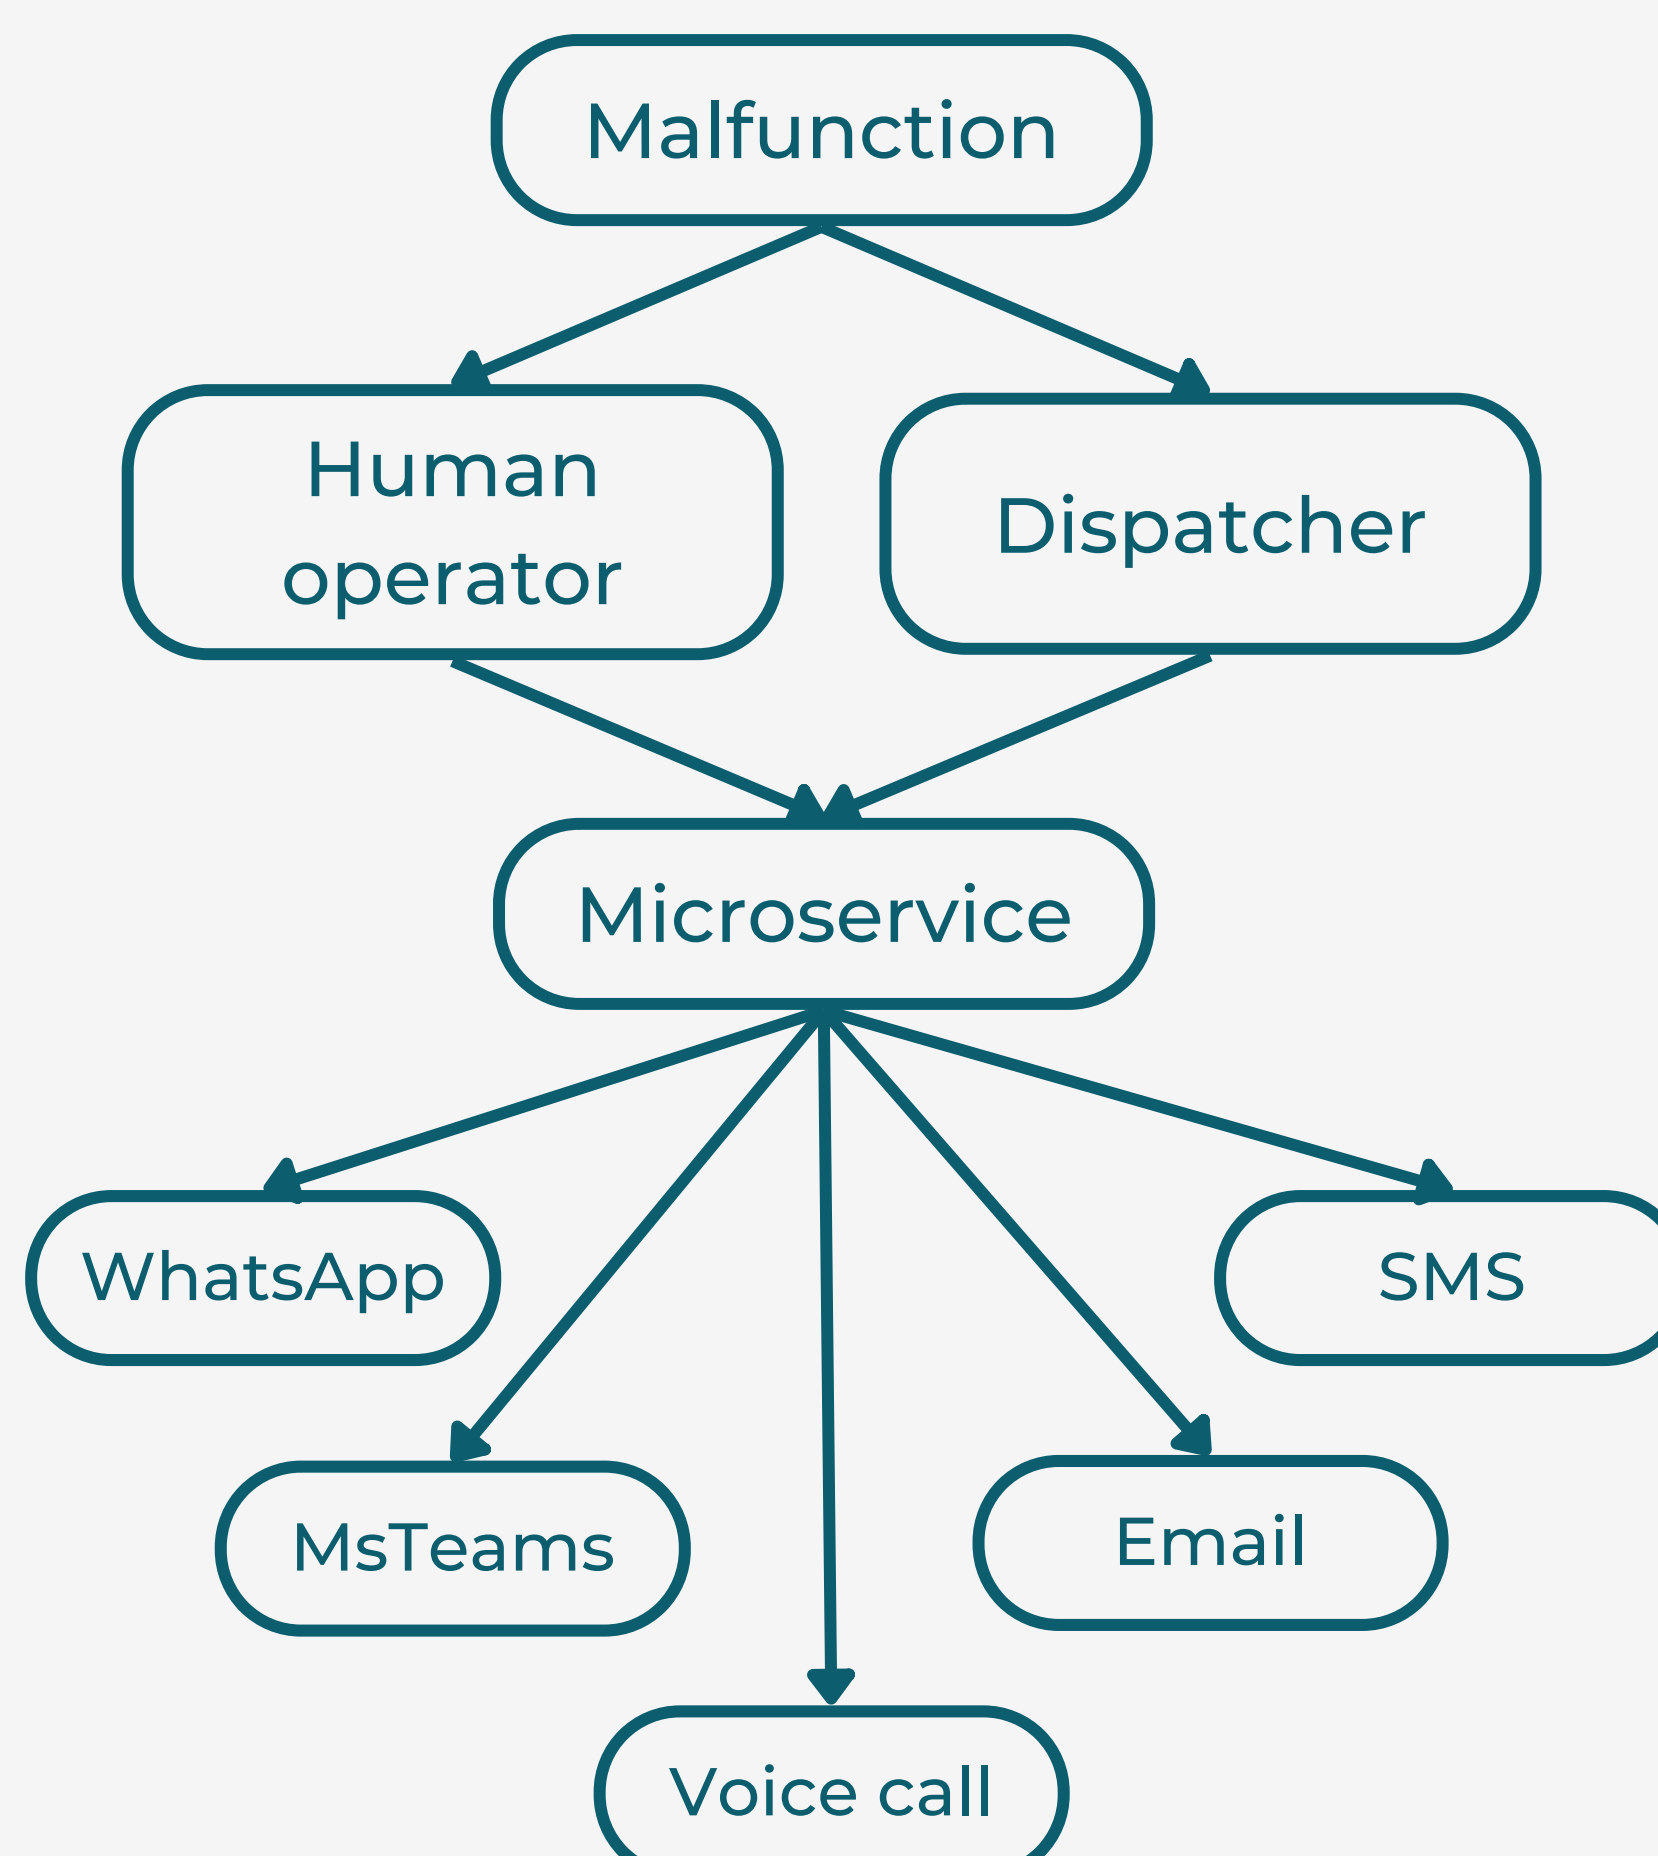 Malfunction
Human
operator
Dispatcher
Microservice
WhatsApp
SMS
MsTeams
Email
Voice call